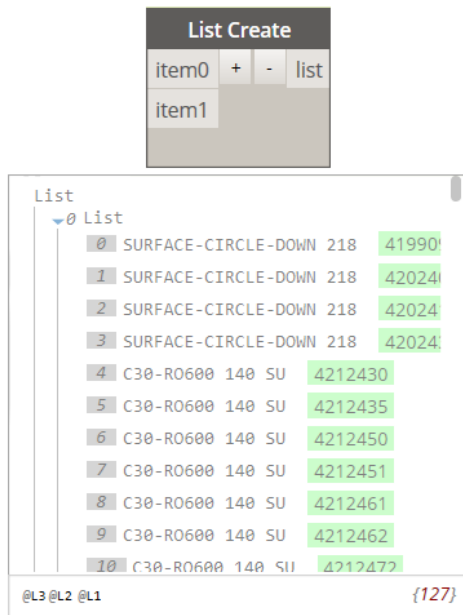 List Create
item0 + - list
item1
List
0 List
0 SURFACE-CIRCLE-DOWN 218
1 SURFACE-CIRCLE-DOWN 218
2 SURFACE-CIRCLE-DOWN 218
3 SURFACE-CIRCLE-DOWN 218
4 C30-RO600 140 SU 4212430
5 C30-RO600 140 SU 4212435
6 C30-RO600 140 SU 4212450
7 C30-RO600 140 SU 4212451
8 C30-RO600 140 SU 4212461
9 C30-RO600 140 SU 4212462
10 C30-RO600 140 SU 4212472
@L3 @L2 @L1 {127}